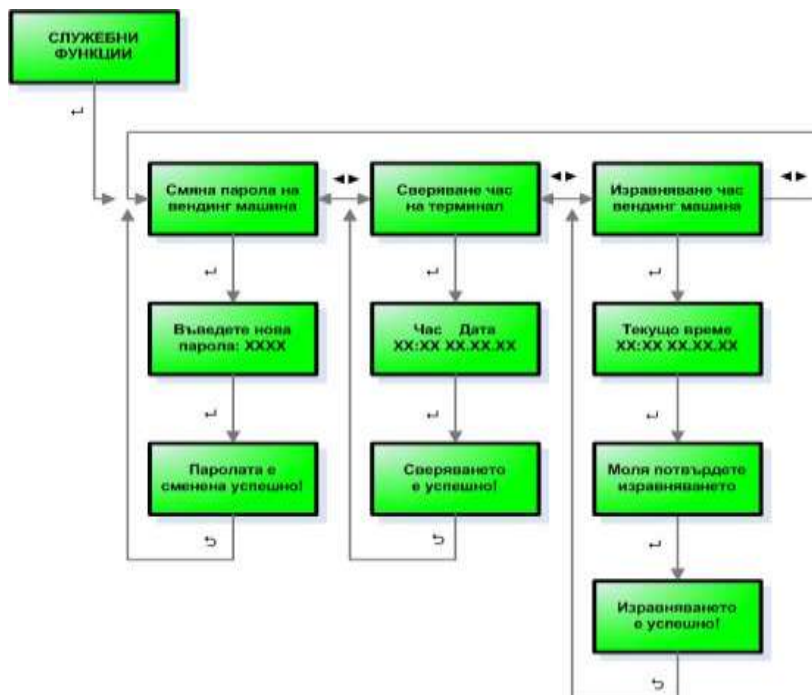 СЛУЖЕБНИ
ФУНКЦИИ
Смяна парола на
вендинг машина
Сверяване час
на терминал
Изравняване час
вендинг машина
Въведете нова
парола: XXXX
Час Дата
XX:XX XX.XX.XX
Текущо време
XX:XX XX.XX.XX
Паролата е
сменена успешно!
Сверяването
е успешно!
Моля потвърдете
изравняването
Изравняването
е успешно!